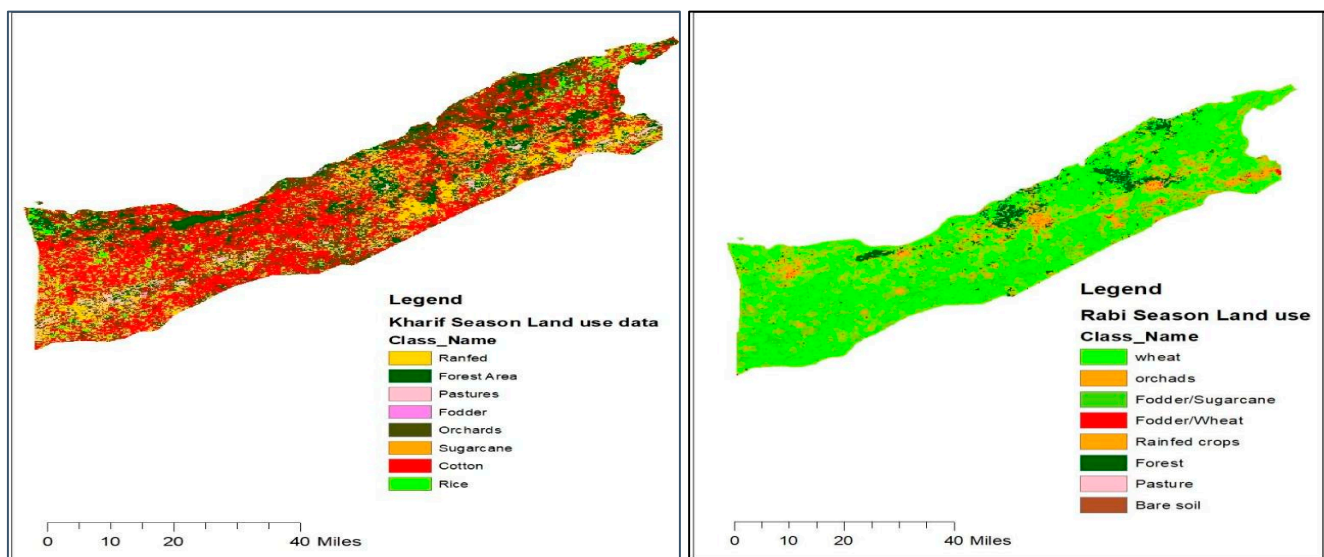 Legend
Kharif Season Land use data
Class_Name
Ranfed
Forest Area
Pastures
Fodder
Orchards
Sugarcane
Cotton
Rice
0 20 40 Miles
Legend
Rabi Season Land use
Class_Name
wheat
orchads
Fodder/Sugarcane
Fodder/Wheat
Rainfed crops
Forest
Pasture
Bare soil
0 20 40 Miles